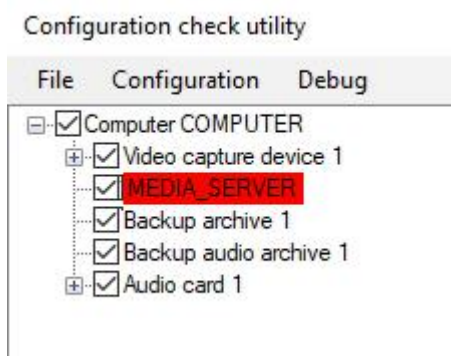 Configuration check utility
File Configuration Debug
Computer COMPUTER
Video capture device 1
MEDIA_SERVER
Backup archive 1
Backup audio archive 1
Audio card 1